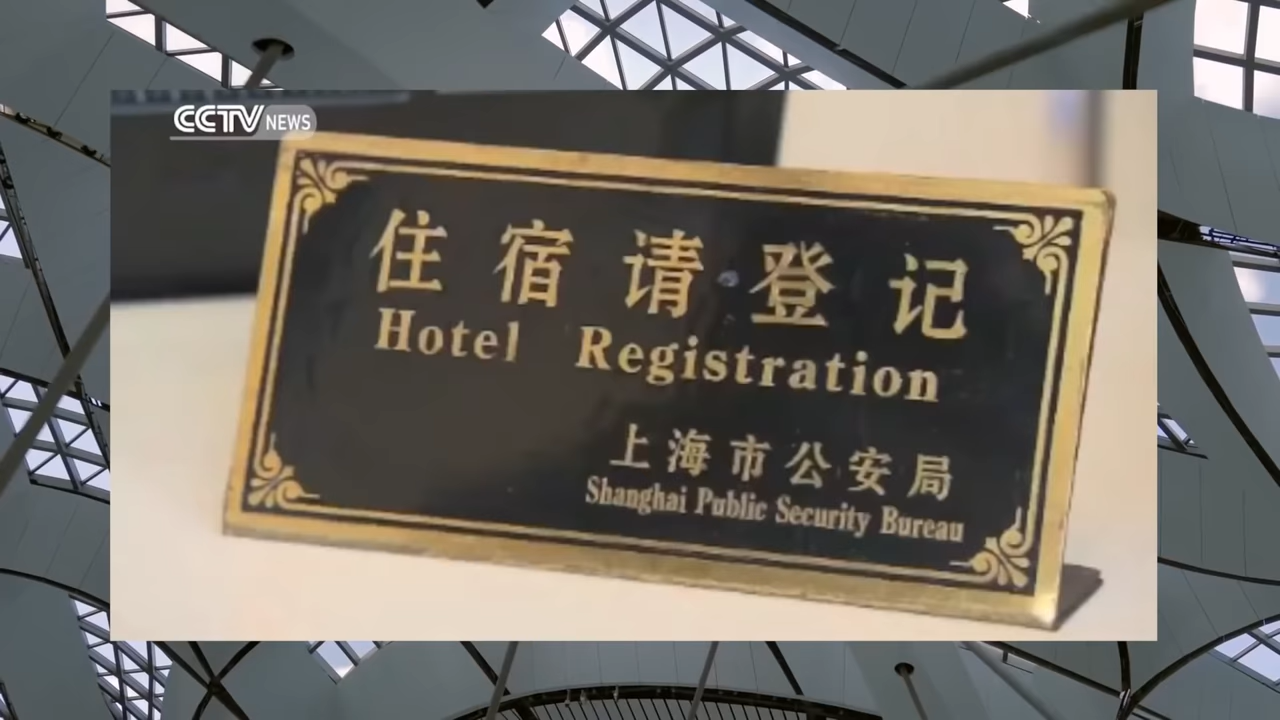 CCTV NEWS
住宿请登记
Hotel Registration
上海市公安局
Shanghai Public Security Bureau